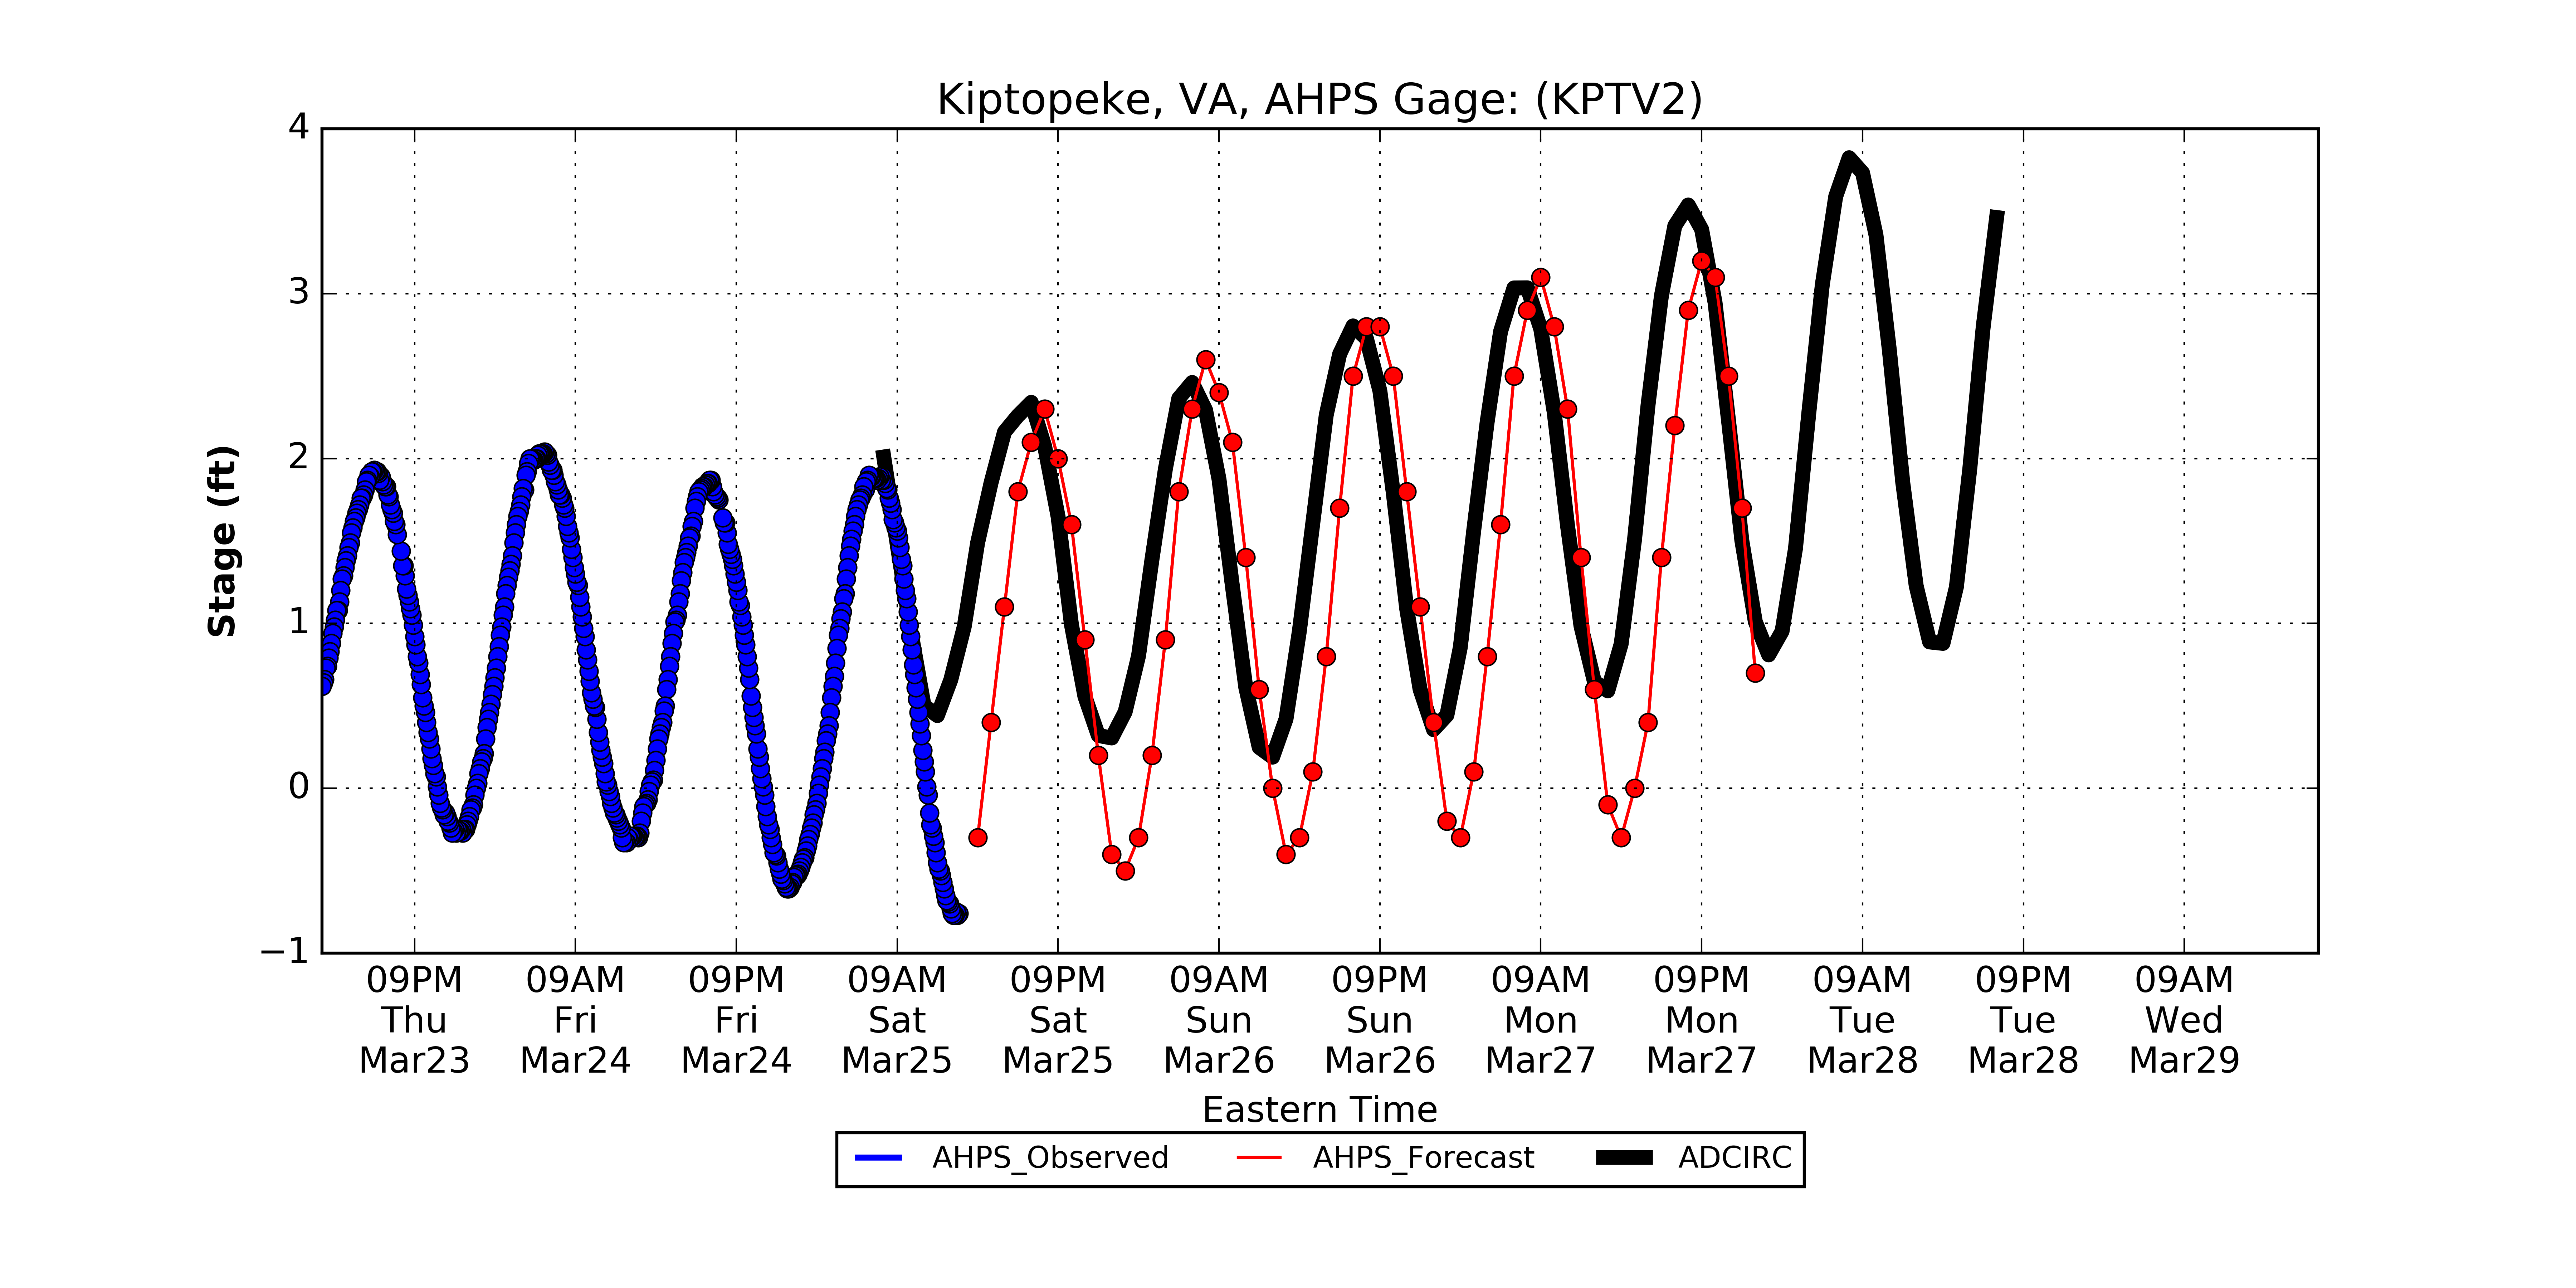 Kiptopeke, VA, AHPS Gage: (KPTV2)
4
3
2
1
0
−1
Stage (ft)
09PM 09AM 09PM 09AM 09PM 09AM 09PM 09AM 09PM 09AM 09PM 09AM
Thu Fri Fri Sat Sat Sun Sun Mon Mon Tue Tue Wed
Mar23 Mar24 Mar24 Mar25 Mar25 Mar26 Mar26 Mar27 Mar27 Mar28 Mar28 Mar29
Eastern Time
AHPS_Observed AHPS_Forecast ADCIRC